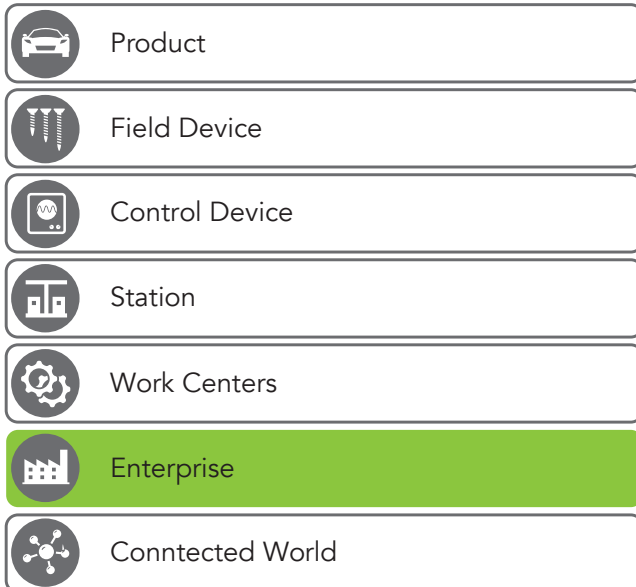 Product
Field Device
Control Device
Station
Work Centers
Enterprise
Conntected World